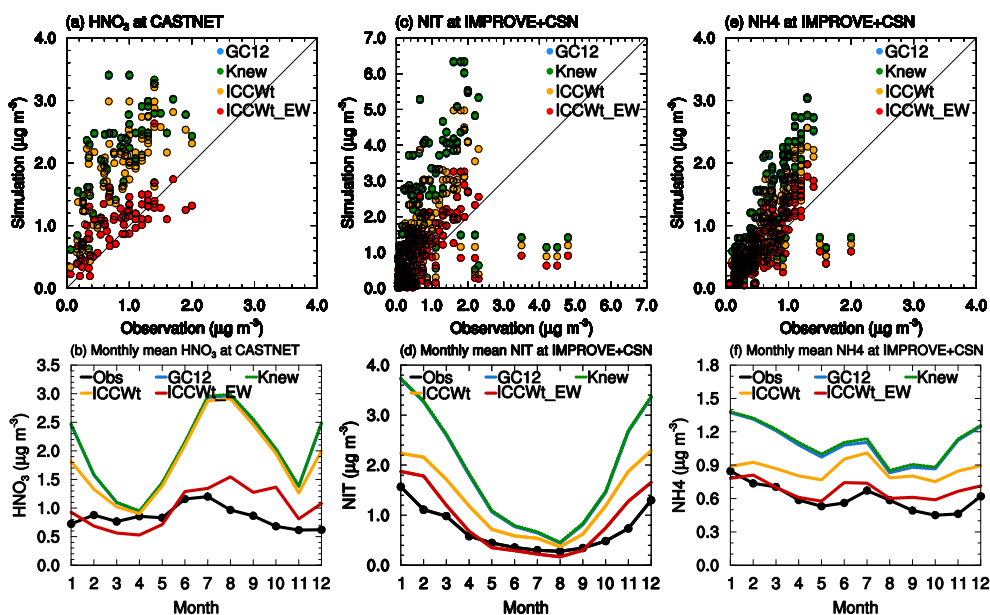 (a) HNO₃ at CASTNET
4.0
3.0
2.0
1.0
0.0
Simulation (µg m⁻³)
GC12
Knew
ICCWt
ICCWt_EW
0.0 1.0 2.0 3.0 4.0
Observation (µg m⁻³)
(c) NIT at IMPROVE+CSN
7.0
6.0
5.0
4.0
3.0
2.0
1.0
0.0
Simulation (µg m⁻³)
GC12
Knew
ICCWt
ICCWt_EW
0.0 1.0 2.0 3.0 4.0 5.0 6.0 7.0
Observation (µg m⁻³)
(e) NH4 at IMPROVE+CSN
4.0
3.0
2.0
1.0
0.0
Simulation (µg m⁻³)
GC12
Knew
ICCWt
ICCWt_EW
0.0 1.0 2.0 3.0 4.0
Observation (µg m⁻³)
(b) Monthly mean HNO₃ at CASTNET
3.5
3.0
2.5
2.0
1.5
1.0
0.5
0.0
HNO₃ (µg m⁻³)
Obs GC12 Knew
ICCWt ICCWt_EW
1 2 3 4 5 6 7 8 9 10 11 12
Month
(d) Monthly mean NIT at IMPROVE+CSN
4.0
3.0
2.0
1.0
0.0
NIT (µg m⁻³)
Obs GC12 Knew
ICCWt ICCWt_EW
1 2 3 4 5 6 7 8 9 10 11 12
Month
(f) Monthly mean NH4 at IMPROVE+CSN
1.8
1.5
1.2
0.9
0.6
0.3
0.0
NH4 (µg m⁻³)
Obs GC12 Knew
ICCWt ICCWt_EW
1 2 3 4 5 6 7 8 9 10 11 12
Month